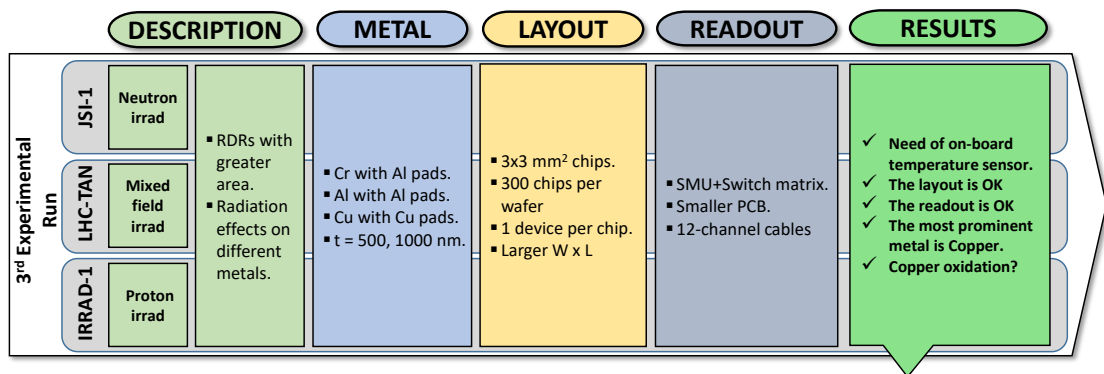 DESCRIPTION
METAL
LAYOUT
READOUT
RESULTS
3rd Experimental
Run
JSI-1
Neutron
irrad
LHC-TAN
Mixed
field
irrad
IRRAD-1
Proton
irrad
▪ RDRs with
greater
area.
▪ Radiation
effects on
different
metals.
▪ Cr with Al pads.
▪ Al with Al pads.
▪ Cu with Cu pads.
▪ t = 500, 1000 nm.
▪ 3x3 mm² chips.
▪ 300 chips per
wafer
▪ 1 device per chip.
▪ Larger W x L
▪ SMU+Switch matrix.
▪ Smaller PCB.
▪ 12-channel cables
✓ Need of on-board
temperature sensor.
✓ The layout is OK
✓ The readout is OK
✓ The most prominent
metal is Copper.
✓ Copper oxidation?